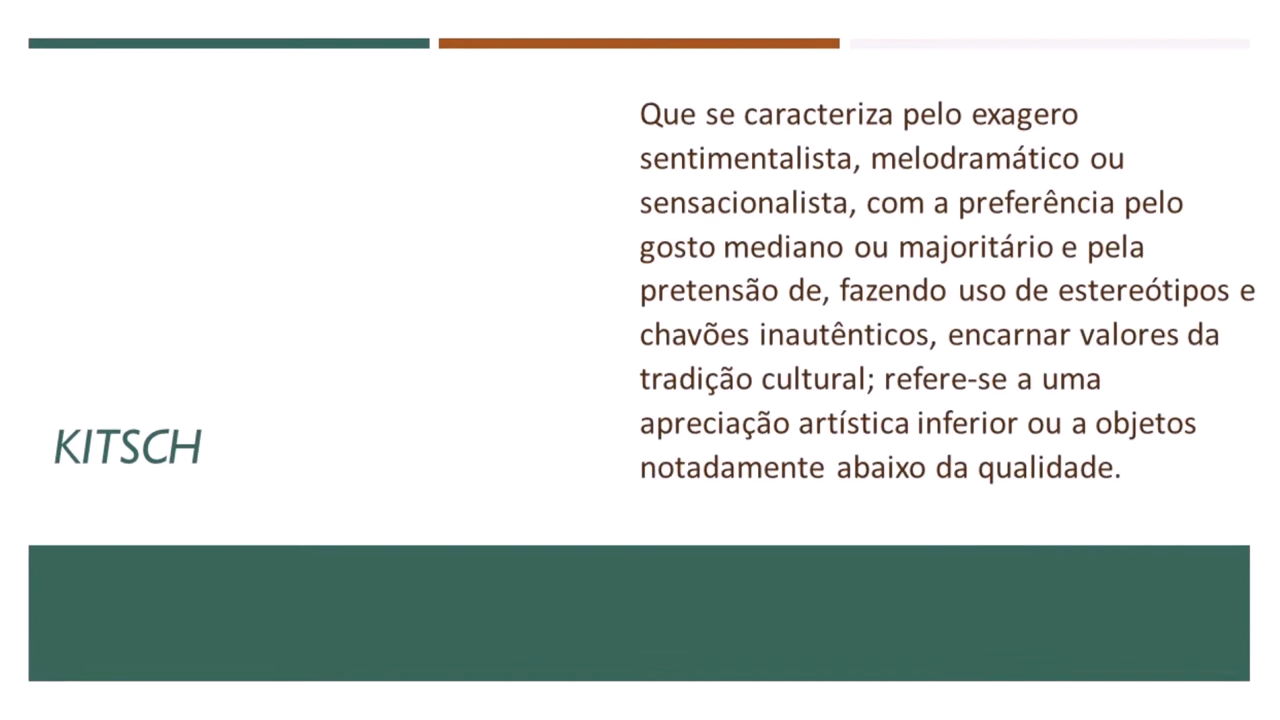 KITSCH
Que se caracteriza pelo exagero
sentimentalista, melodramático ou
sensacionalista, com a preferência pelo
gosto mediano ou majoritário e pela
pretensão de, fazendo uso de estereótipos e
chavões inautênticos, encarnar valores da
tradição cultural; refere-se a uma
apreciação artística inferior ou a objetos
notadamente abaixo da qualidade.